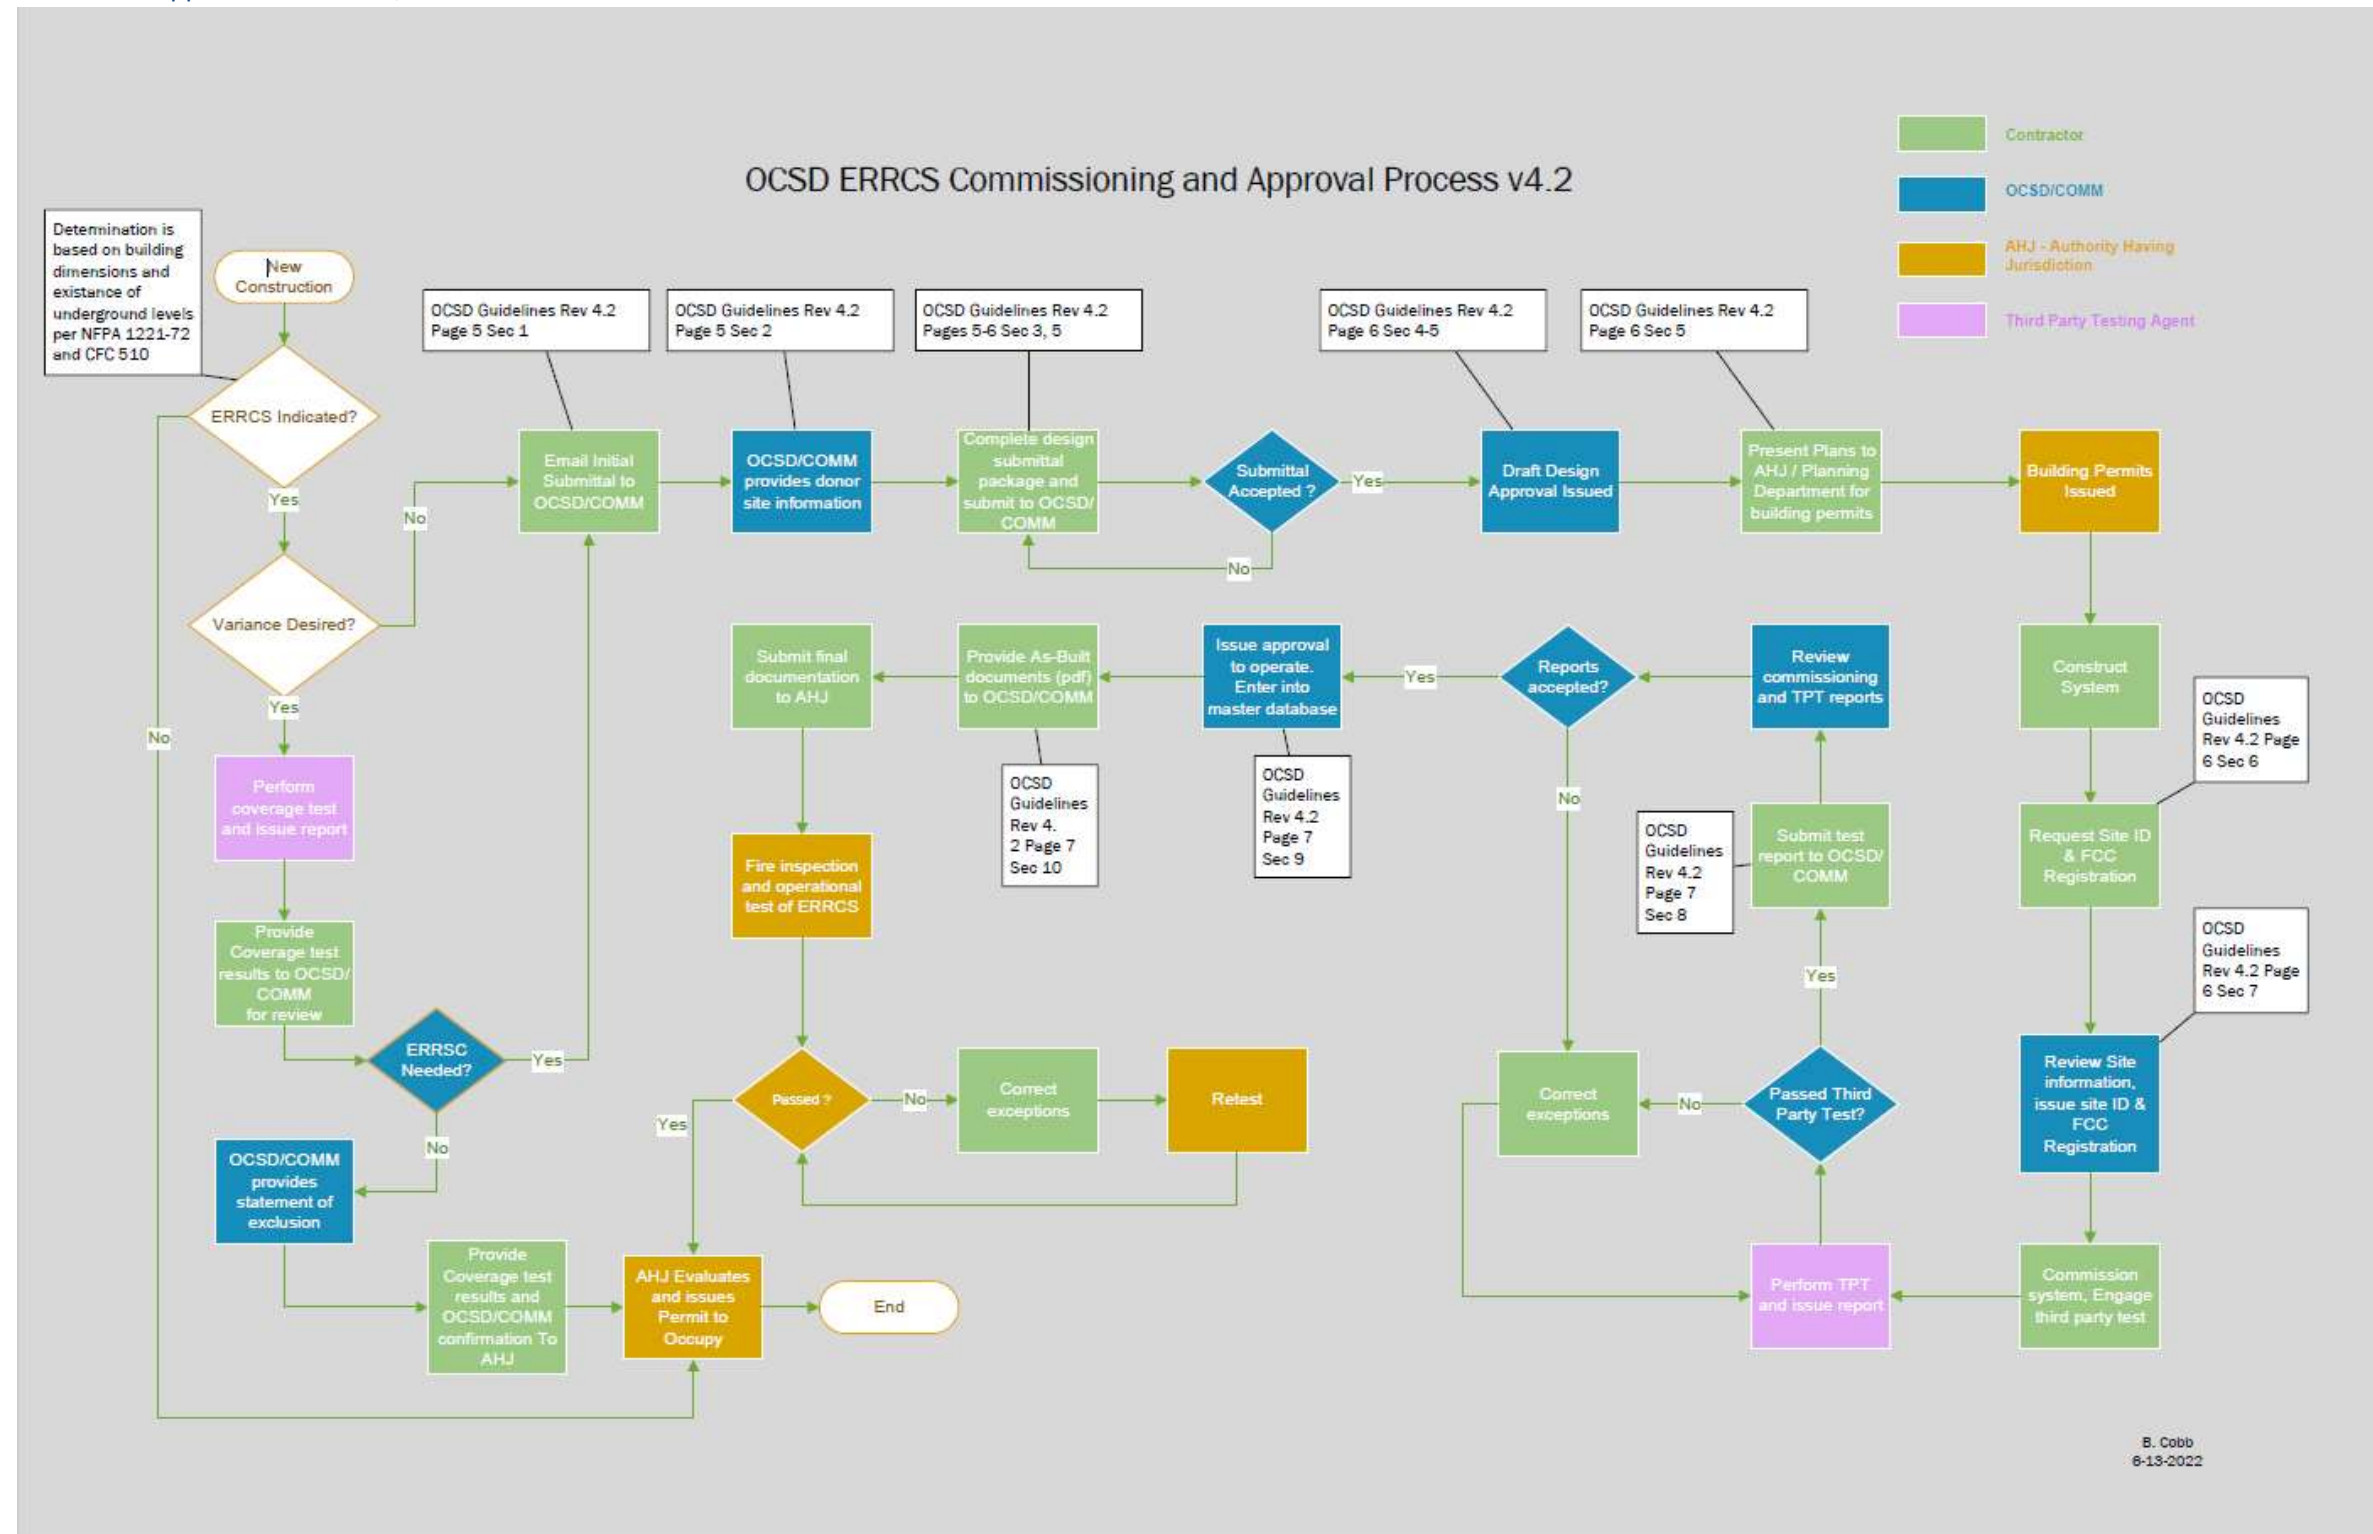 OCSD ERRCS Commissioning and Approval Process v4.2
Contractor
OCSD/COMM
AHJ - Authority Having
Jurisdiction
Third Party Testing Agent
Determination is
based on building
dimensions and
existance of
underground levels
per NFPA 1221-72
and CFC 510
New
Construction
OCSD Guidelines Rev 4.2
Page 5 Sec 1
OCSD Guidelines Rev 4.2
Page 5 Sec 2
OCSD Guidelines Rev 4.2
Pages 5-6 Sec 3, 5
OCSD Guidelines Rev 4.2
Page 6 Sec 4-5
OCSD Guidelines Rev 4.2
Page 6 Sec 5
ERRCS Indicated?
Yes
No
Email Initial
Submittal to
OCSD/COMM
OCSD/COMM
provides donor
site information
Complete design
submittal
package and
submit to OCSD/
COMM
Submittal
Accepted ?
Yes
No
Draft Design
Approval Issued
Present Plans to
AHJ / Planning
Department for
building permits
Building Permits
Issued
Variance Desired?
Yes
No
Submit final
documentation
to AHJ
Provide As-Built
documents (pdf)
to OCSD/COMM
Issue approval
to operate.
Enter into
master database
Yes
Reports
accepted?
No
Review
commissioning
and TPT reports
Construct
System
OCSD
Guidelines
Rev 4.2 Page
6 Sec 6
Perform
coverage test
and issue report
OCSD
Guidelines
Rev 4.
2 Page 7
Sec 10
OCSD
Guidelines
Rev 4.2
Page 7
Sec 9
OCSD
Guidelines
Rev 4.2
Page 7
Sec 8
Submit test
report to OCSD/
COMM
Request Site ID
& FCC
Registration
Fire inspection
and operational
test of ERRCS
Provide
Coverage test
results to OCSD/
COMM
for review
Yes
OCSD
Guidelines
Rev 4.2 Page
6 Sec 7
ERRSC
Needed?
Yes
No
Passed ?
Yes
No
Correct
exceptions
Retest
Correct
exceptions
No
Passed Third
Party Test?
Review Site
information,
issue site ID &
FCC
Registration
OCSD/COMM
provides
statement of
exclusion
Provide
Coverage test
results and
OCSD/COMM
confirmation To
AHJ
AHJ Evaluates
and issues
Permit to
Occupy
End
Perform TPT
and issue report
Commission
system, Engage
third party test
B. Cobb
6-13-2022